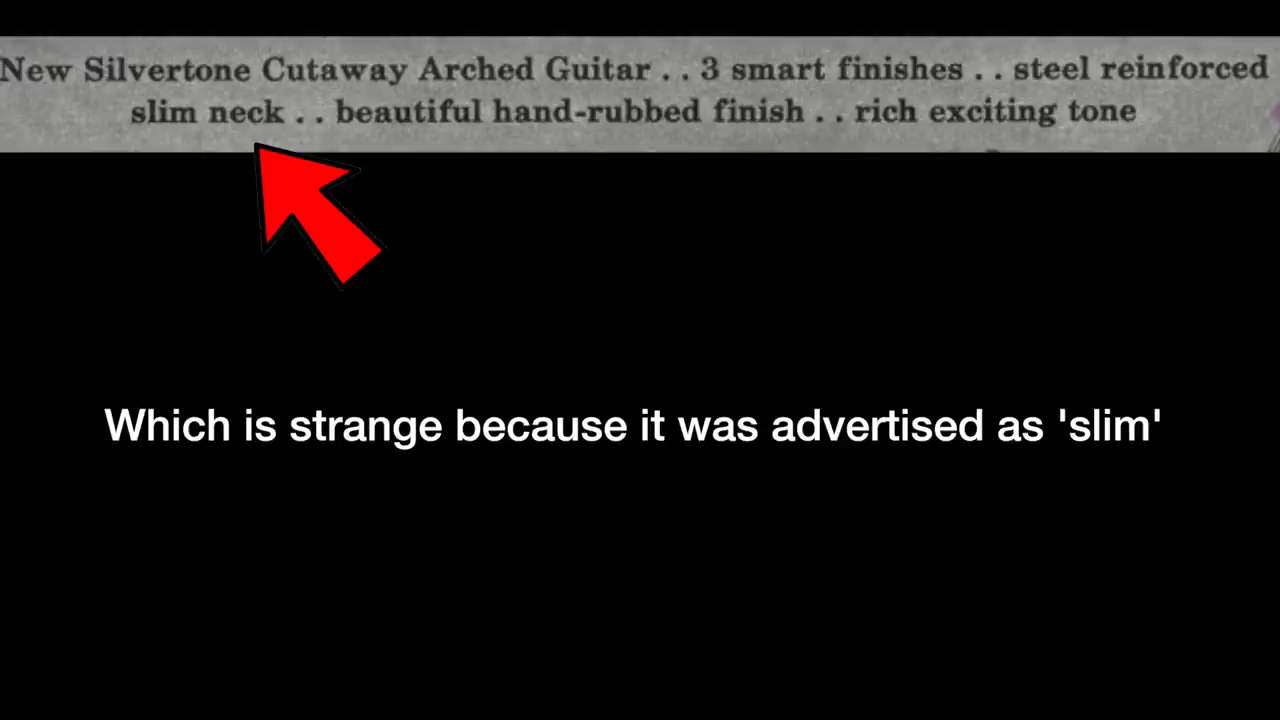 New Silvertone Cutaway Arched Guitar . . 3 smart finishes . . steel reinforced
slim neck . . beautiful hand-rubbed finish . . rich exciting tone
Which is strange because it was advertised as 'slim'